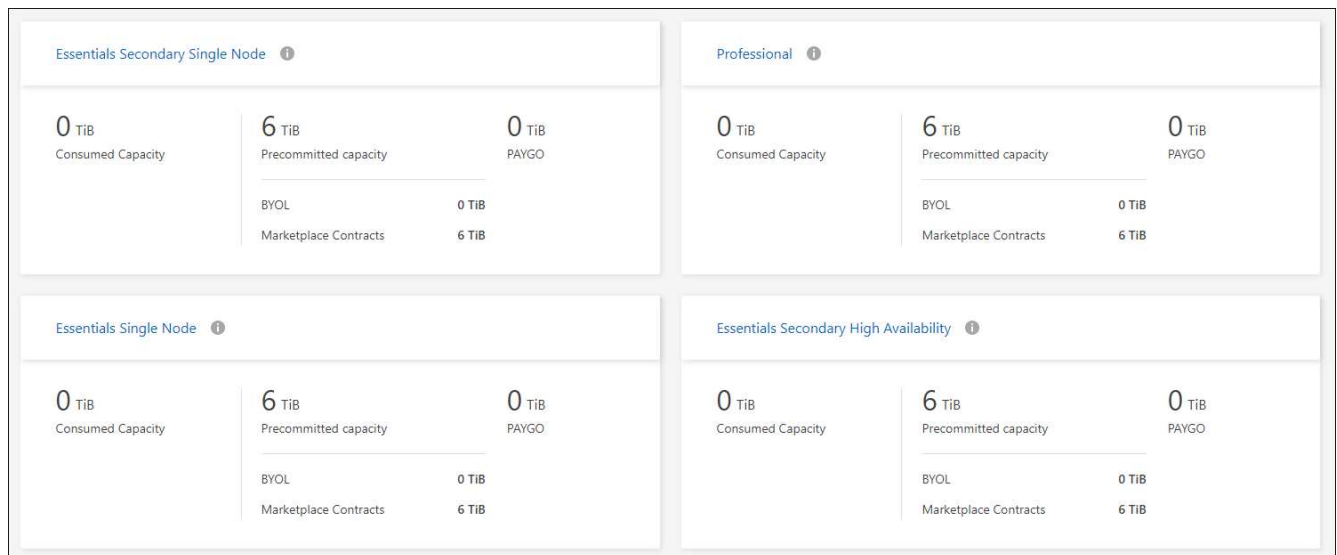 Essentials Secondary Single Node
0 TiB
Consumed Capacity
6 TiB
Precommitted capacity
BYOL 0 TiB
Marketplace Contracts 6 TiB
0 TiB
PAYGO
Professional
0 TiB
Consumed Capacity
6 TiB
Precommitted capacity
BYOL 0 TiB
Marketplace Contracts 6 TiB
0 TiB
PAYGO
Essentials Single Node
0 TiB
Consumed Capacity
6 TiB
Precommitted capacity
BYOL 0 TiB
Marketplace Contracts 6 TiB
0 TiB
PAYGO
Essentials Secondary High Availability
0 TiB
Consumed Capacity
6 TiB
Precommitted capacity
BYOL 0 TiB
Marketplace Contracts 6 TiB
0 TiB
PAYGO